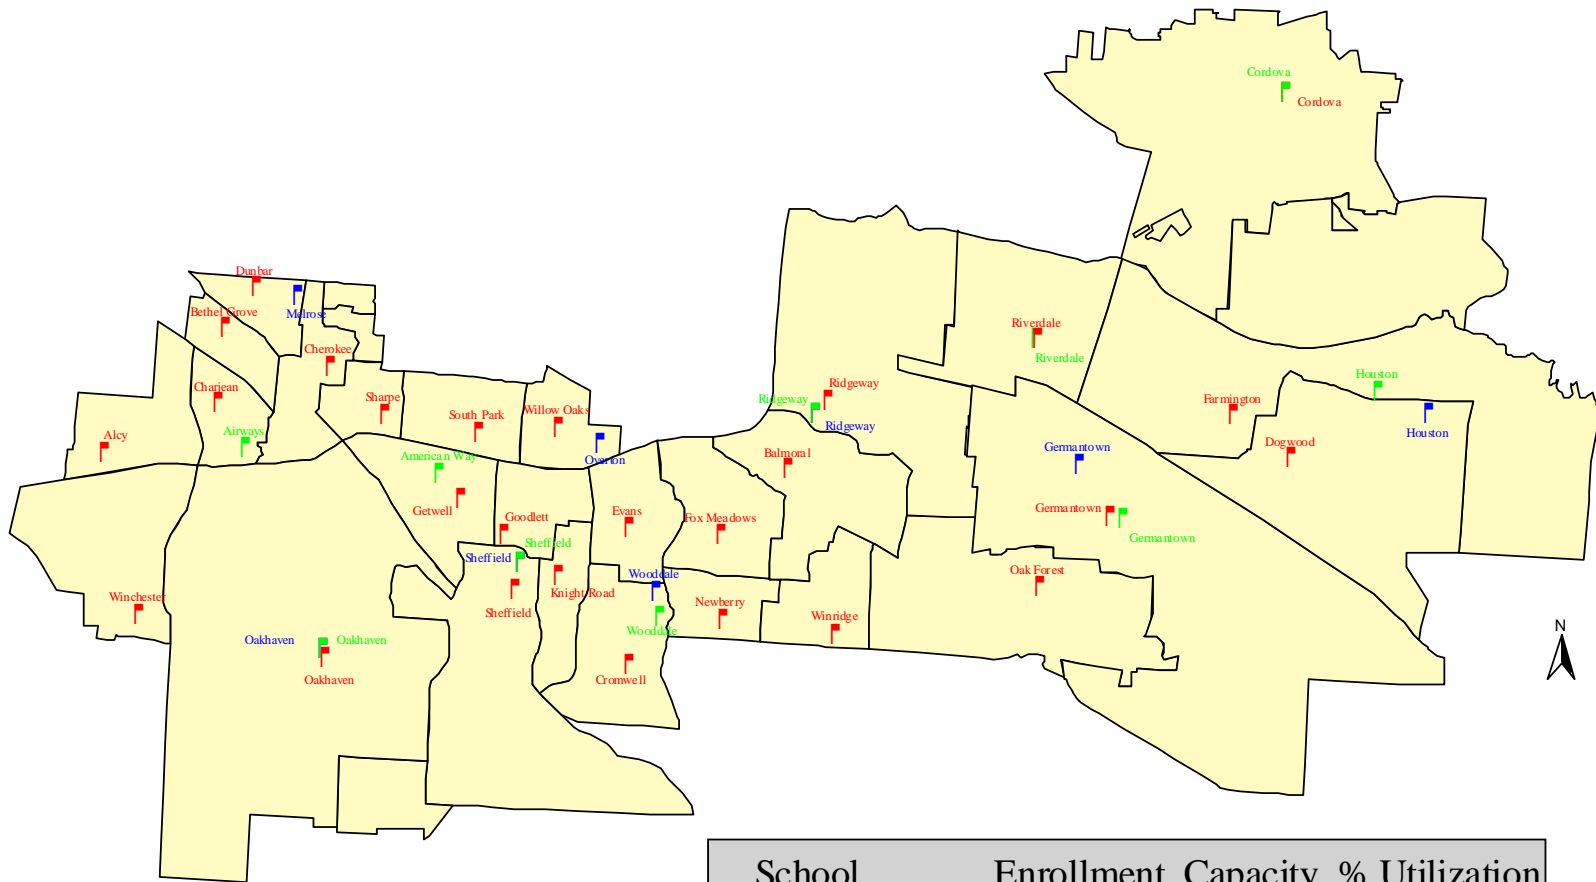 Cordova
Cordova
Dunbar
Melrose
Bethel Grove
Riverdale
Riverdale
Cherokee
Houston
Charjean
Ridgeway
Sharpe
Ridgeway
Farmington
South Park
Willow Oaks
Ridgeway
Airways
Alcy
Houston
Dogwood
Germantown
American Way
Overton
Balmoral
Getwell
Evans
Germantown
Goodlett
Fox Meadows
Germantown
Sheffield
Sheffield
Oak Forest
Wooddale
Knight Road
Winchester
Newberry
Sheffield
Winridge
N
Wooddale
Oakhaven
Oakhaven
Oakhaven
Cromwell
School Enrollment Capacity % Utilization